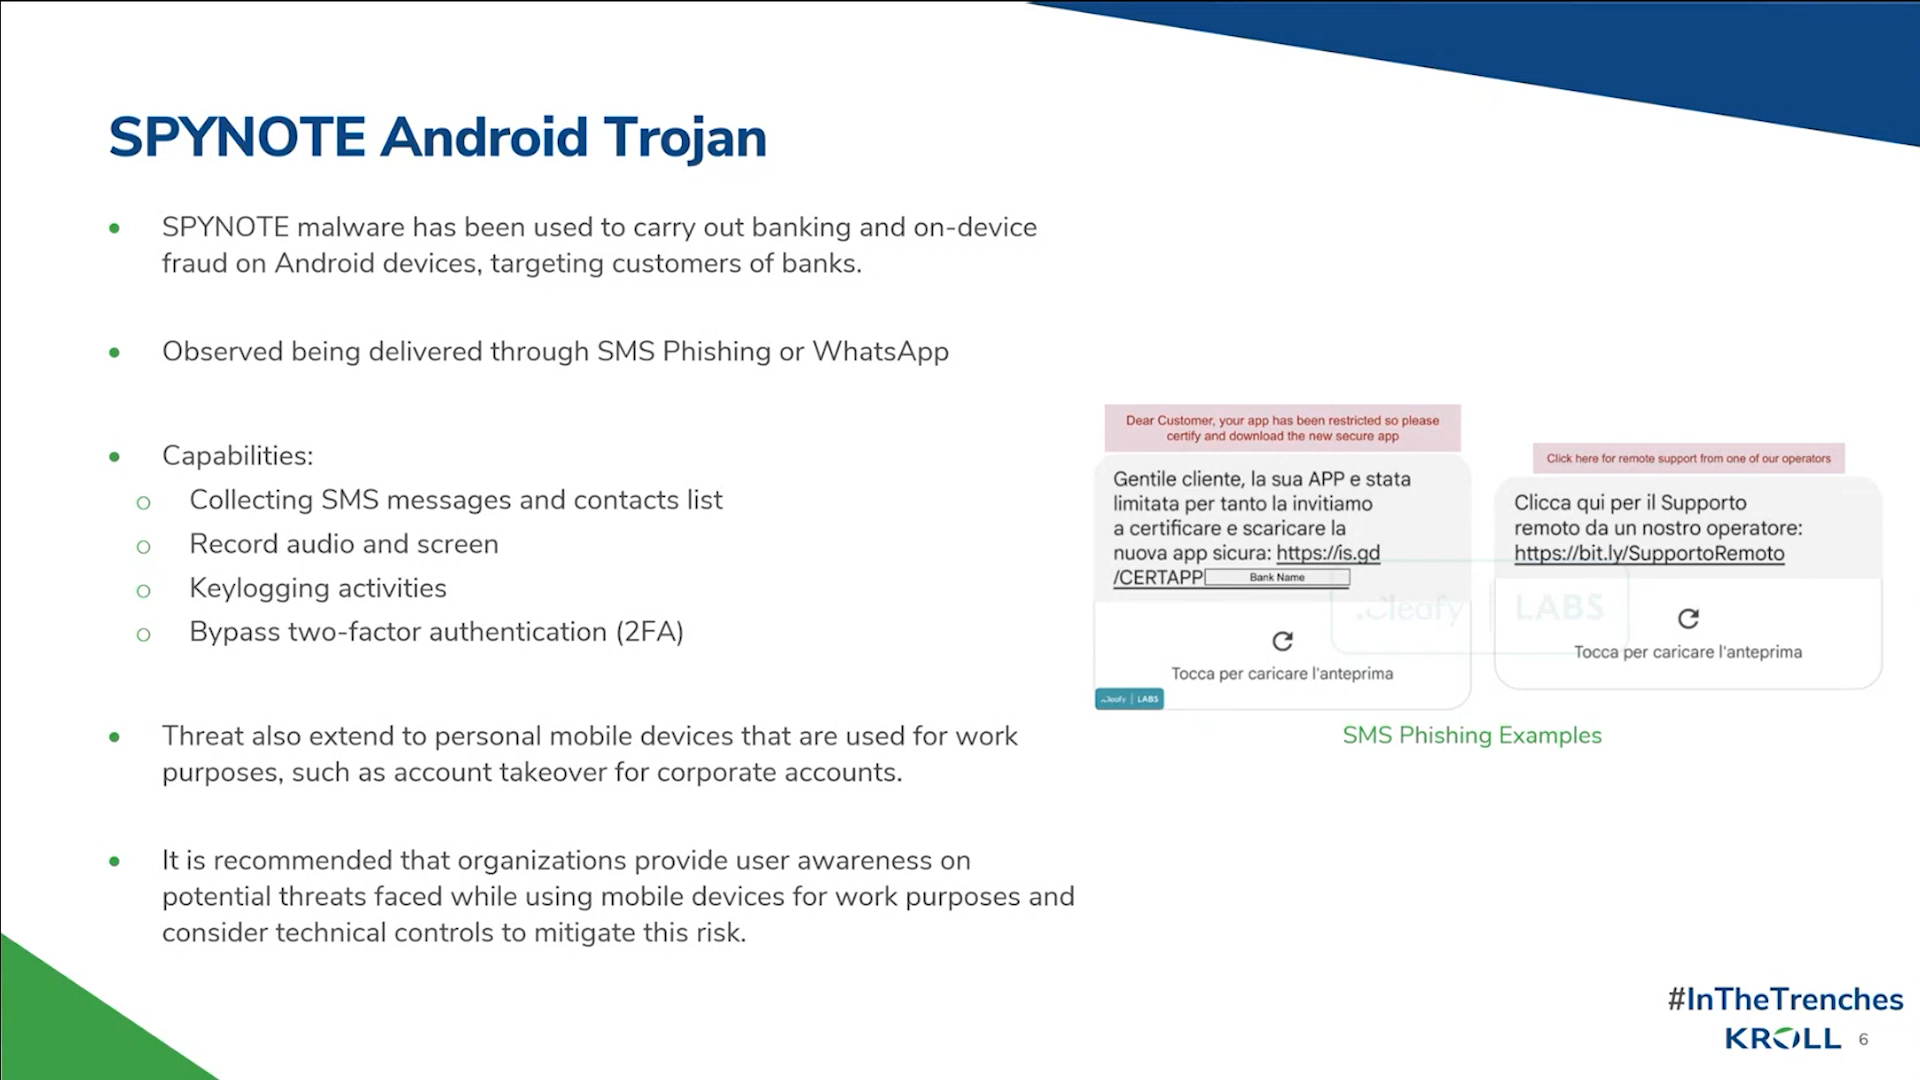 SPYNOTE Android Trojan
SPYNOTE malware has been used to carry out banking and on-device
fraud on Android devices, targeting customers of banks.
Observed being delivered through SMS Phishing or WhatsApp
Capabilities:
Collecting SMS messages and contacts list
Record audio and screen
Keylogging activities
Bypass two-factor authentication (2FA)
Threat also extend to personal mobile devices that are used for work
purposes, such as account takeover for corporate accounts.
It is recommended that organizations provide user awareness on
potential threats faced while using mobile devices for work purposes and
consider technical controls to mitigate this risk.
Dear Customer, your app has been restricted so please
certify and download the new secure app
Gentile cliente, la sua APP e stata
limitata per tanto la invitiamo
a certificare e scaricare la
nuova app sicura: https://is.gd
/CERTAPP Bank Name
Tocca per caricare l'anteprima
Cleafy LABS
Click here for remote support from one of our operators
Clicca qui per il Supporto
remoto da un nostro operatore:
https://bit.ly/SupportoRemoto
Cleafy LABS
Tocca per caricare l'anteprima
SMS Phishing Examples
#InTheTrenches
KROLL 6